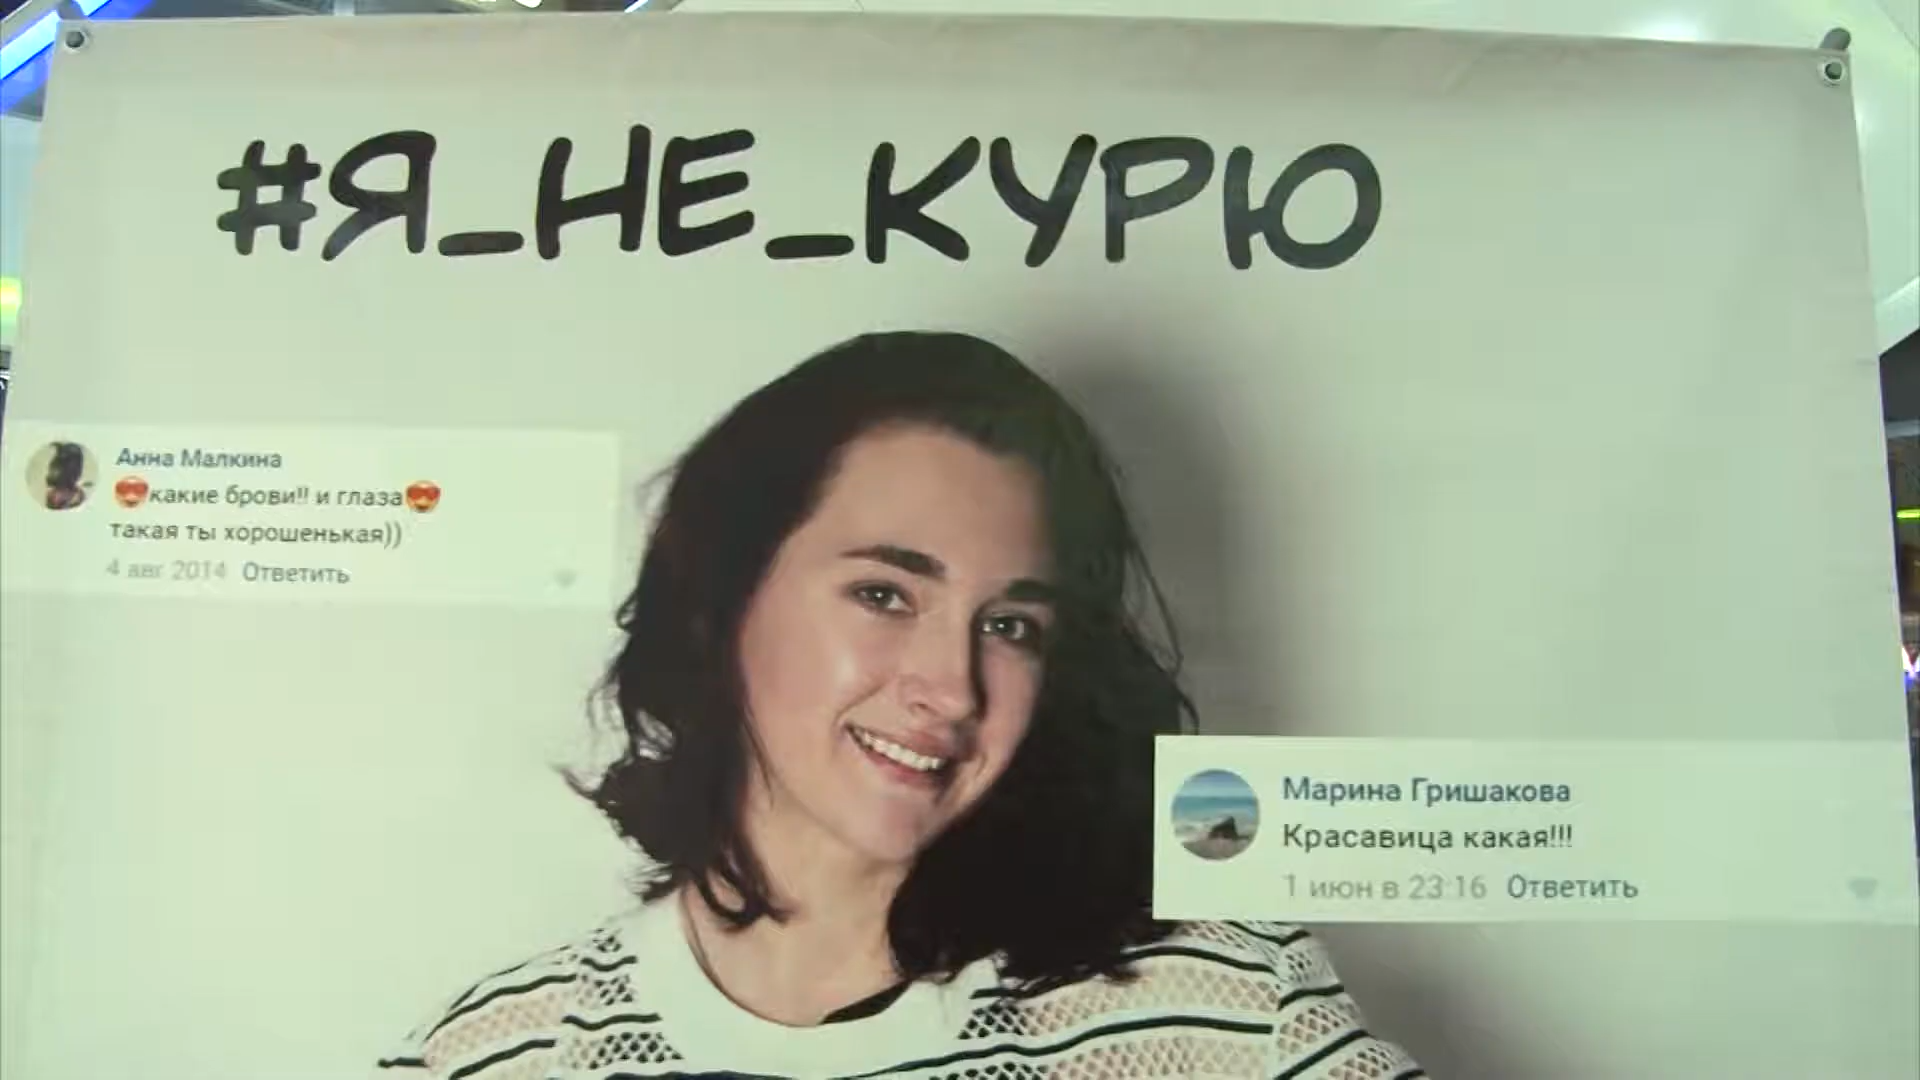 #Я_НЕ_КУРЮ
Анна Малкина
😍какие брови!! и глаза😍
такая ты хорошенькая))
4 авг 2014 Ответить
Марина Гришакова
Красавица какая!!!
1 июн в 23:16 Ответить